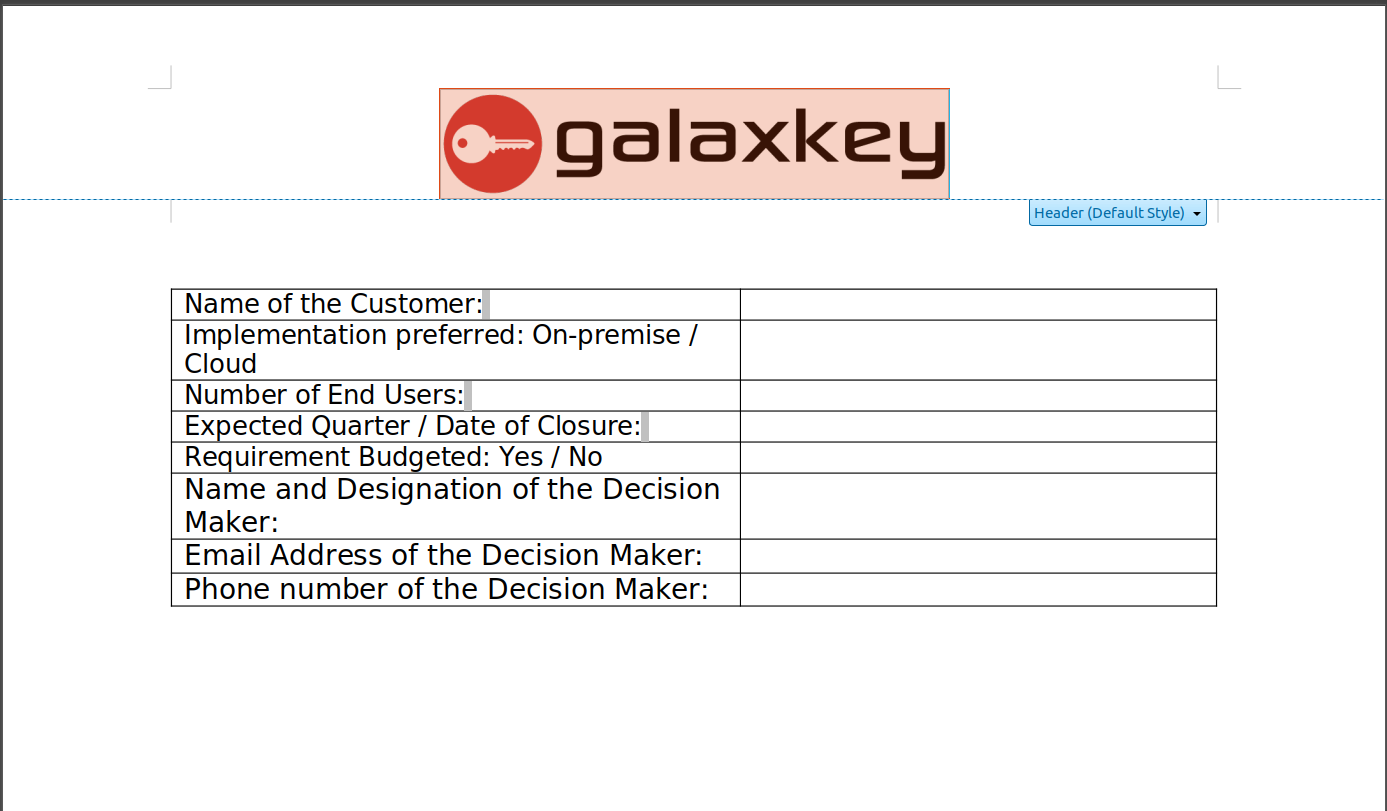 galaxkey
Header (Default Style)
Name of the Customer:
Implementation preferred: On-premise /
Cloud
Number of End Users:
Expected Quarter / Date of Closure:
Requirement Budgeted: Yes / No
Name and Designation of the Decision
Maker:
Email Address of the Decision Maker:
Phone number of the Decision Maker: